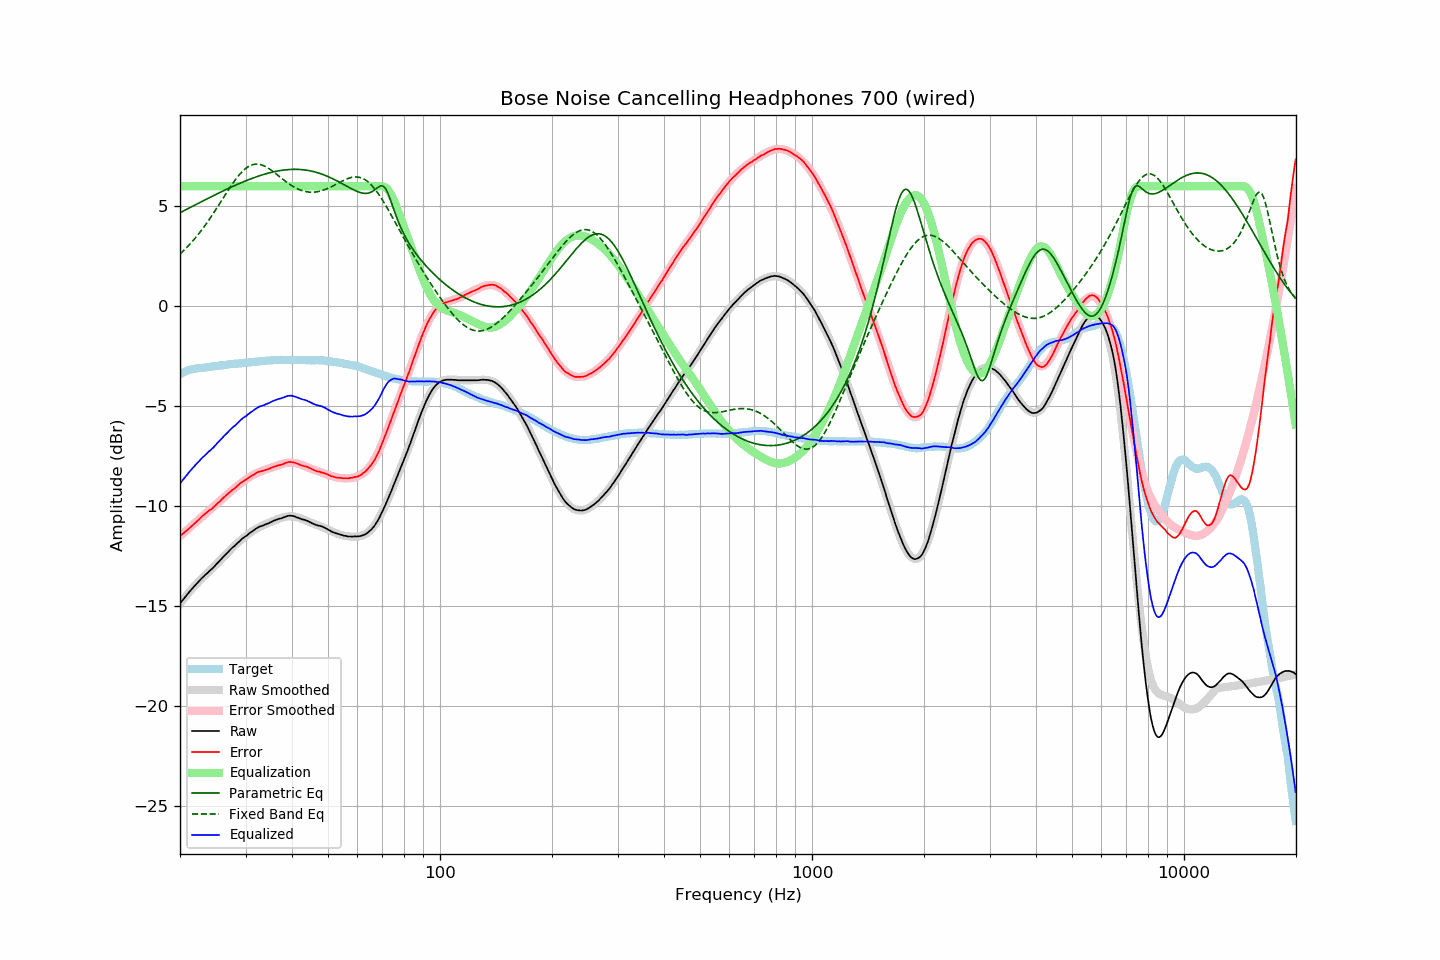 Bose Noise Cancelling Headphones 700 (wired)
Amplitude (dBr)
5
0
−5
−10
−15
−20
−25
Target
Raw Smoothed
Error Smoothed
Raw
Error
Equalization
Parametric Eq
Fixed Band Eq
Equalized
100
1000
10000
Frequency (Hz)